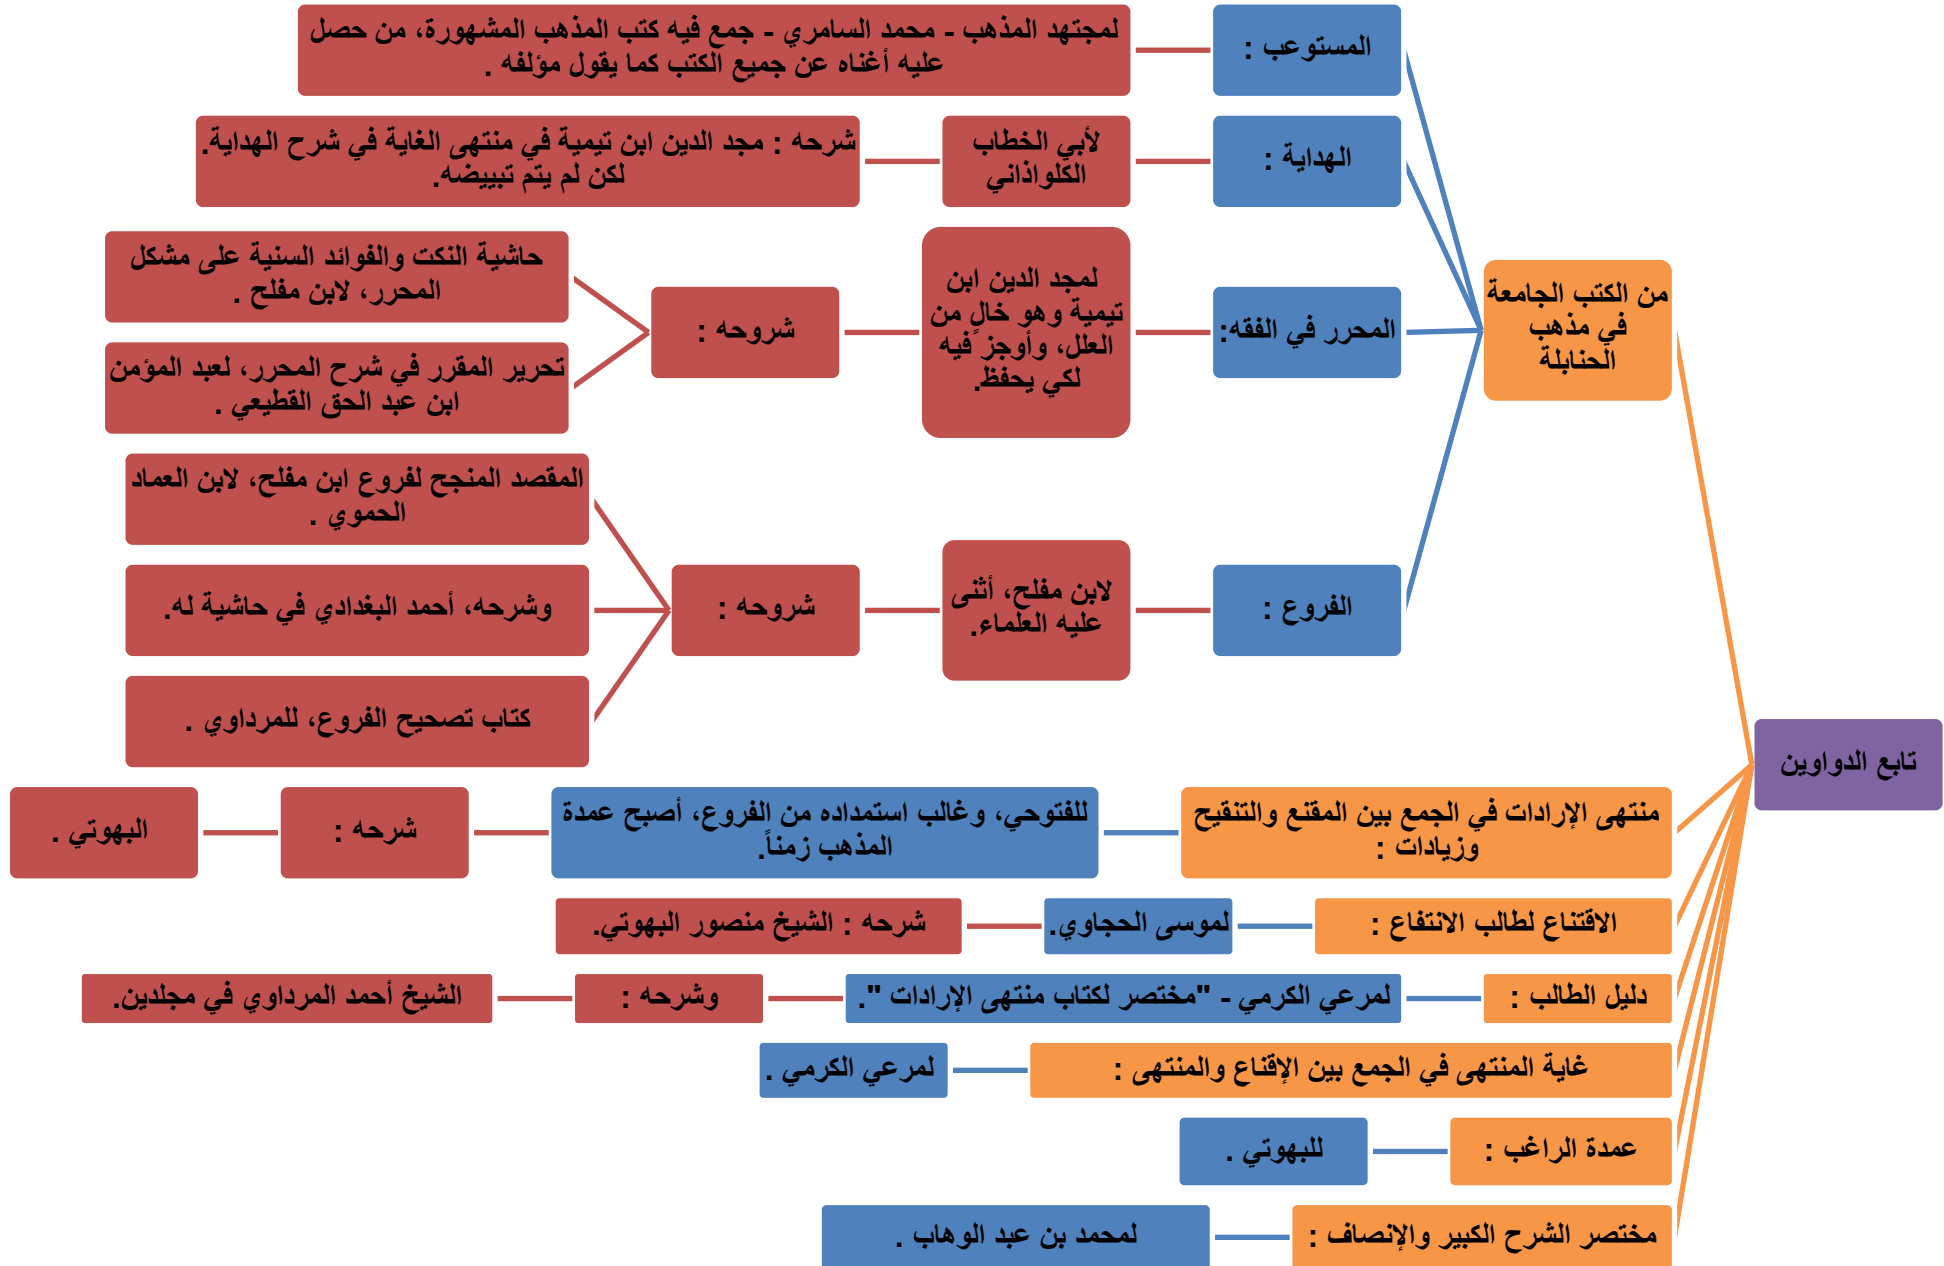 تابع الدواوين
من الكتب الجامعة
في مذهب
الحنابلة
المستوعب :
لمجتهد المذهب - محمد السامري - جمع فيه كتب المذهب المشهورة، من حصل
عليه أغناه عن جميع الكتب كما يقول مؤلفه .
الهداية :
لأبي الخطاب
الكلواذاني
شرحه : مجد الدين ابن تيمية في منتهى الغاية في شرح الهداية.
لكن لم يتم تبييضه.
المحرر في الفقه:
لمجد الدين ابن
تيمية وهو خالٍ من
العلل، وأوجز فيه
لكي يحفظ.
شروحه :
حاشية النكت والفوائد السنية على مشكل
المحرر، لابن مفلح .
تحرير المقرر في شرح المحرر، لعبد المؤمن
ابن عبد الحق القطيعي .
الفروع :
لابن مفلح، أثنى
عليه العلماء.
شروحه :
المقصد المنجح لفروع ابن مفلح، لابن العماد
الحموي .
وشرحه، أحمد البغدادي في حاشية له.
كتاب تصحيح الفروع، للمرداوي .
منتهى الإرادات في الجمع بين المقنع والتنقيح
وزيادات :
للفتوحي، وغالب استمداده من الفروع، أصبح عمدة
المذهب زمناً.
شرحه :
البهوتي .
الاقتناع لطالب الانتفاع :
لموسى الحجاوي.
شرحه : الشيخ منصور البهوتي.
دليل الطالب :
لمرعي الكرمي - "مختصر لكتاب منتهى الإرادات ".
وشرحه :
الشيخ أحمد المرداوي في مجلدين.
غاية المنتهى في الجمع بين الإقناع والمنتهى :
لمرعي الكرمي .
عمدة الراغب :
للبهوتي .
مختصر الشرح الكبير والإنصاف :
لمحمد بن عبد الوهاب .